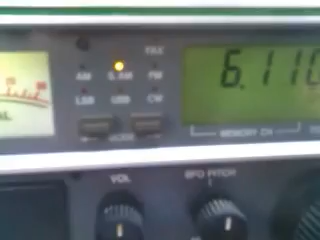 FAX
6.110
AM S.AM FM
LSB USB CW
MODE
MEMORY CH
VOL
BFO PITCH